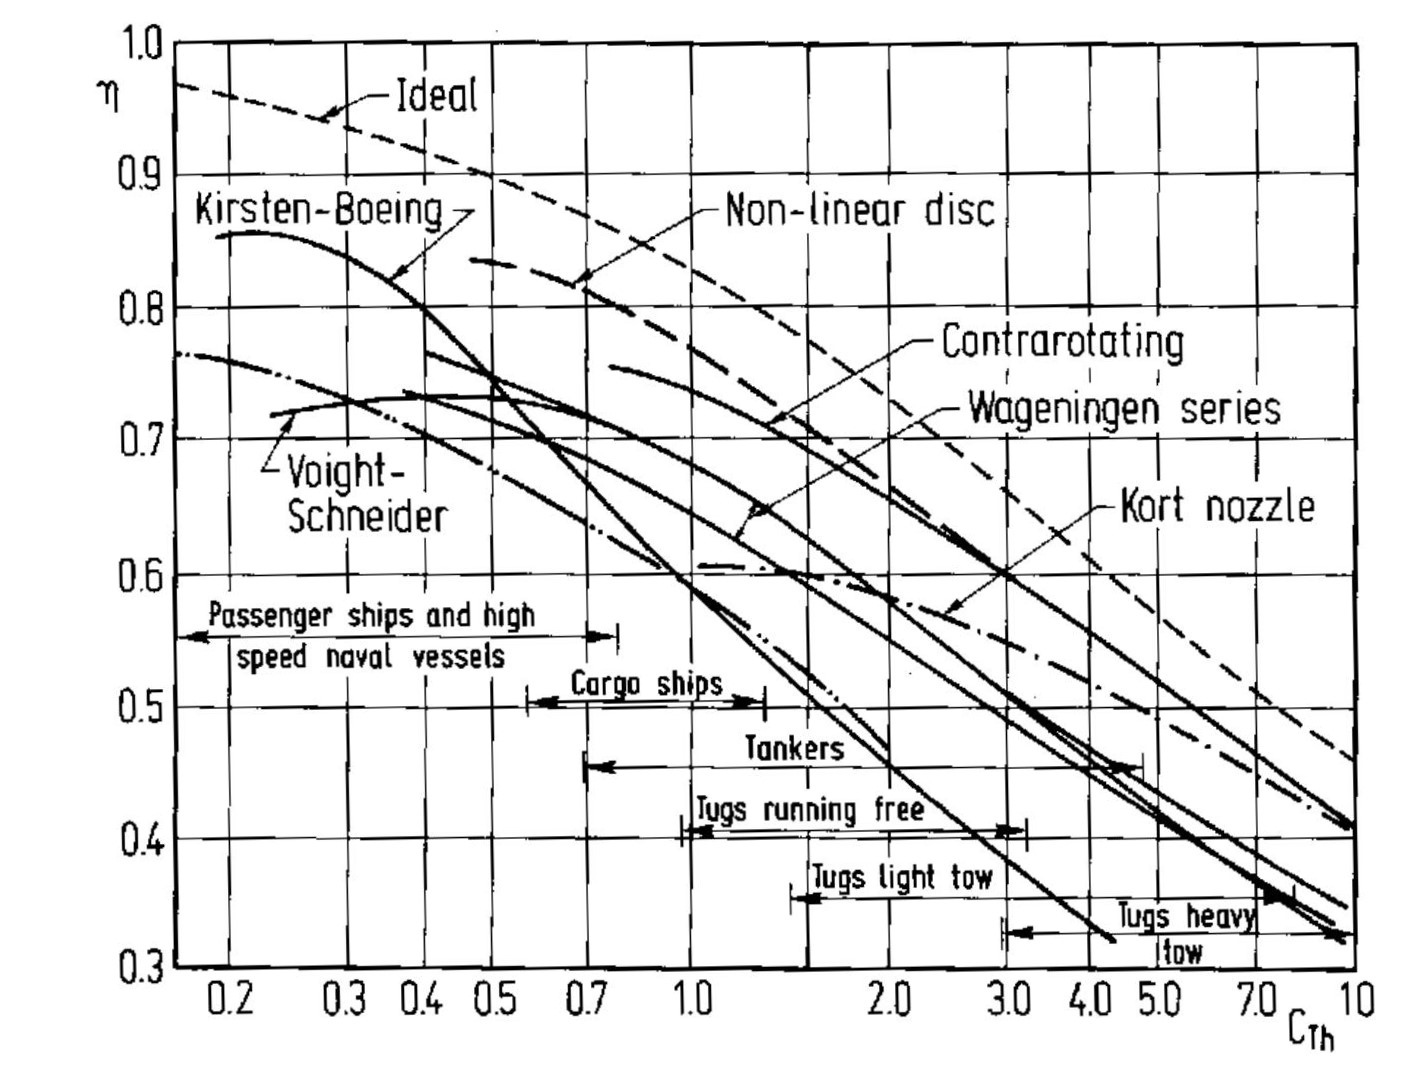 1.0
η
Ideal
0.9
Kirsten-Boeing
Non-linear disc
0.8
Contrarotating
Wageningen series
0.7
Voight-
Schneider
Kort nozzle
0.6
Passenger ships and high
speed naval vessels
Cargo ships
0.5
Tankers
Tugs running free
0.4
Tugs light tow
Tugs heavy
tow
0.3
0.2 0.3 0.4 0.5 0.7 1.0 2.0 3.0 4.0 5.0 7.0 10
CTh